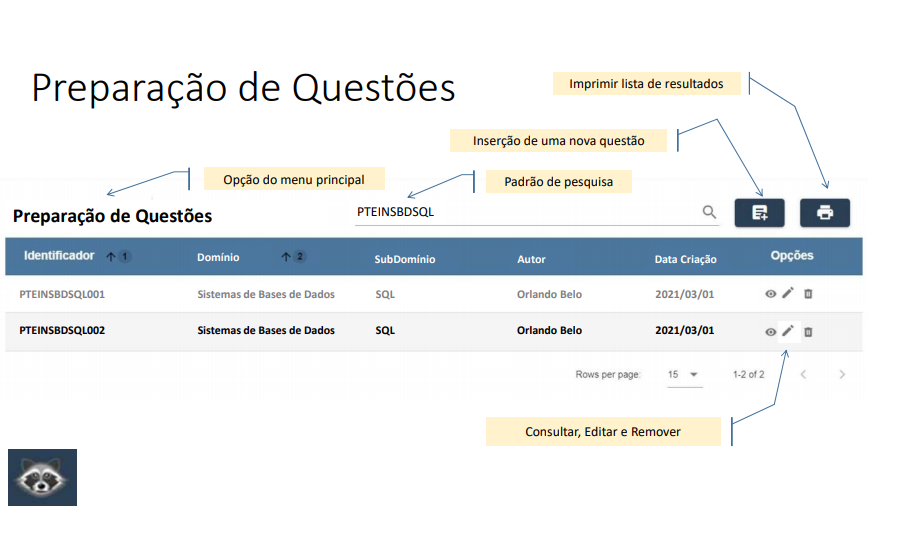 Preparação de Questões
Imprimir lista de resultados
Inserção de uma nova questão
Opção do menu principal
Padrão de pesquisa
Preparação de Questões
PTEINSBDSQL
Identificador 1 Domínio 2 SubDomínio Autor Data Criação Opções
PTEINSBDSQL001 Sistemas de Bases de Dados SQL Orlando Belo 2021/03/01
PTEINSBDSQL002 Sistemas de Bases de Dados SQL Orlando Belo 2021/03/01
Rows per page: 15 1-2 of 2
Consultar, Editar e Remover